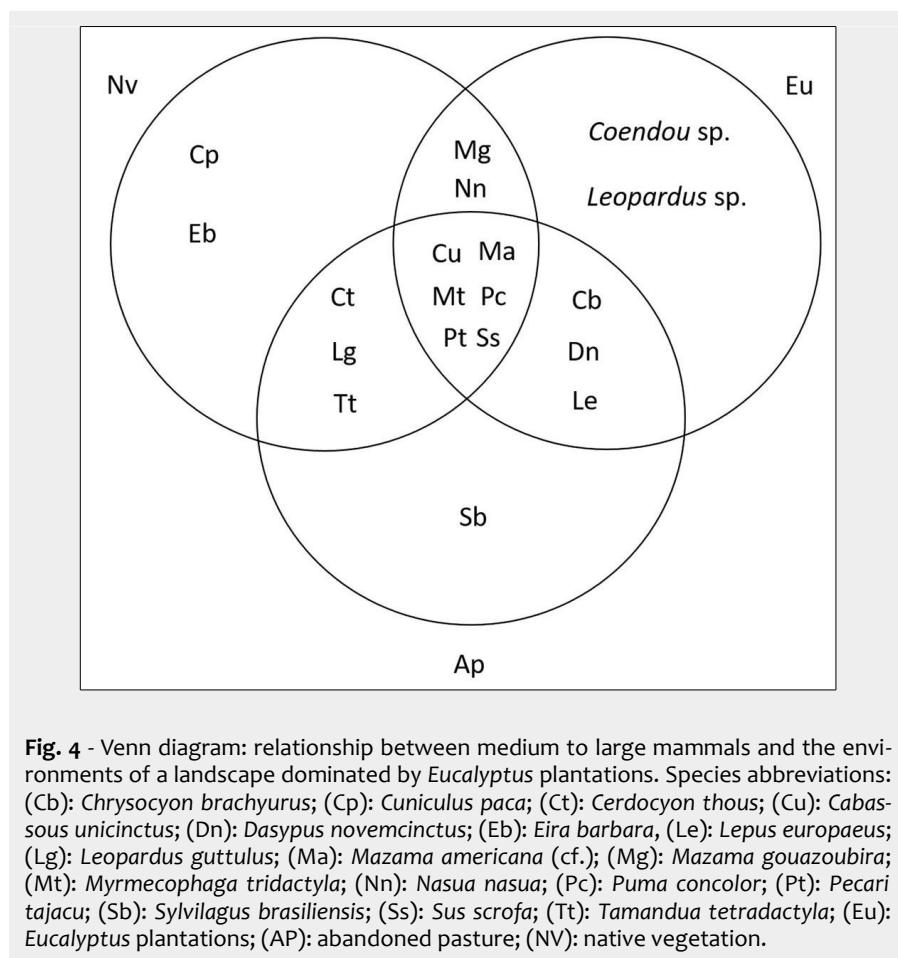 Nv
Eu
Coendou sp.
Mg
Cp
Nn
Leopardus sp.
Eb
Cu Ma
Ct
Mt Pc
Cb
Pt Ss
Lg
Dn
Tt
Le
Sb
Ap
Fig. 4 - Venn diagram: relationship between medium to large mammals and the envi-
ronments of a landscape dominated by Eucalyptus plantations. Species abbreviations:
(Cb): Chrysocyon brachyurus; (Cp): Cuniculus paca; (Ct): Cerdocyon thous; (Cu): Cabas-
sous unicinctus; (Dn): Dasypus novemcinctus; (Eb): Eira barbara, (Le): Lepus europaeus;
(Lg): Leopardus guttulus; (Ma): Mazama americana (cf.); (Mg): Mazama gouazoubira;
(Mt): Myrmecophaga tridactyla; (Nn): Nasua nasua; (Pc): Puma concolor; (Pt): Pecari
tajacu; (Sb): Sylvilagus brasiliensis; (Ss): Sus scrofa; (Tt): Tamandua tetradactyla; (Eu):
Eucalyptus plantations; (AP): abandoned pasture; (NV): native vegetation.